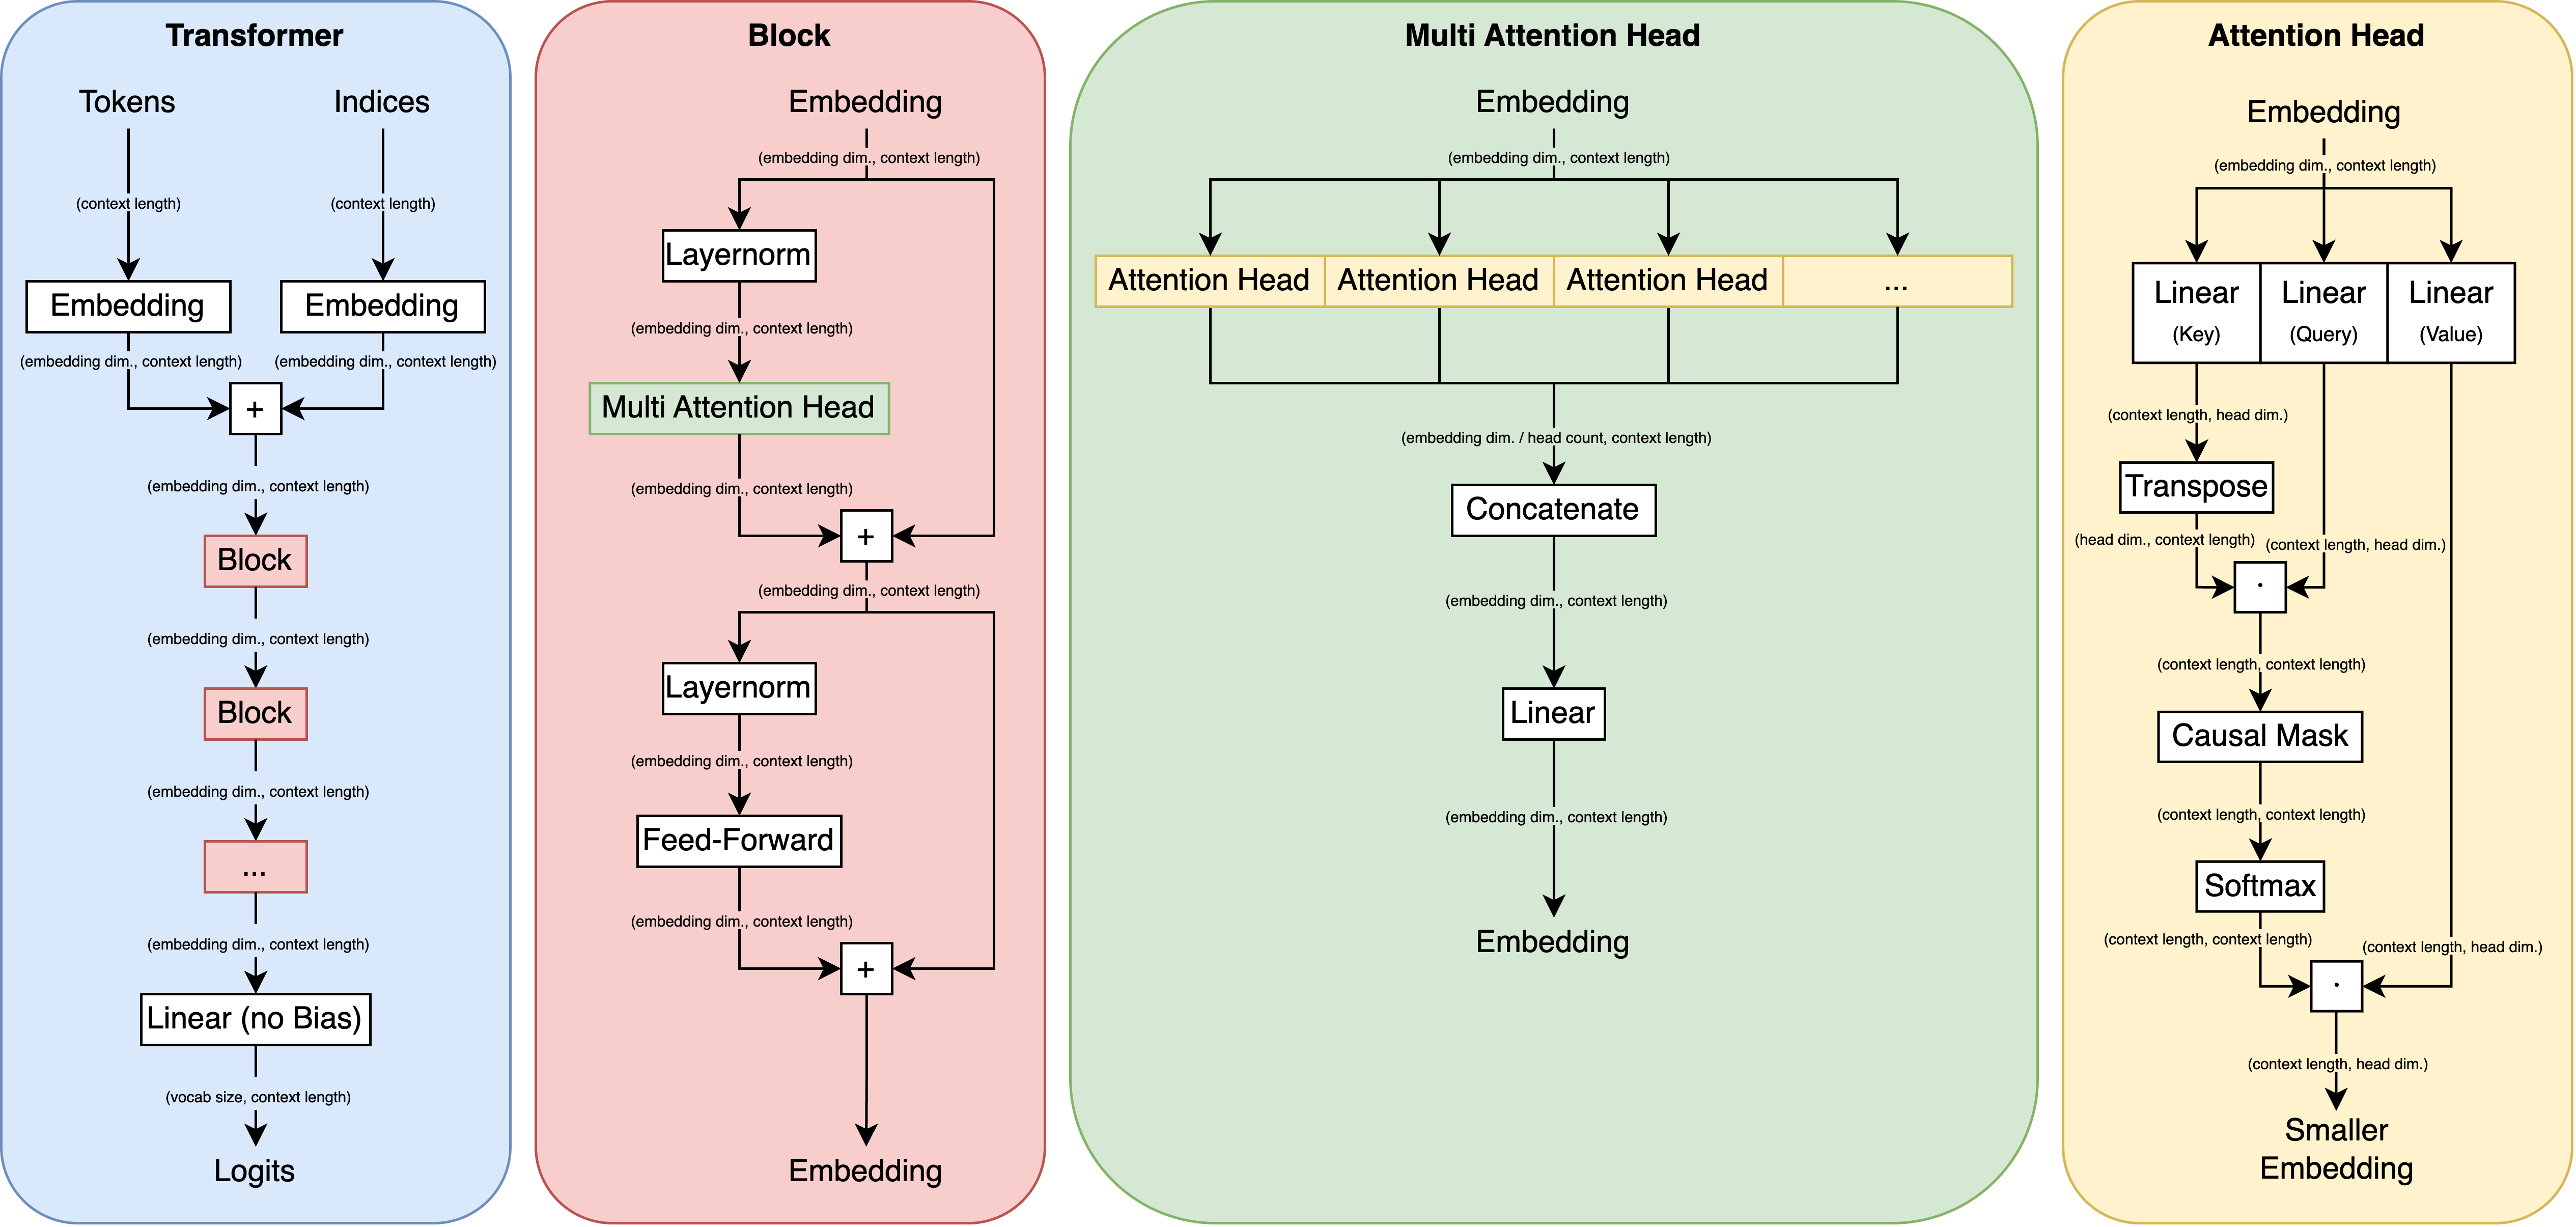 Transformer
Tokens
Indices
(context length)
(context length)
Embedding
Embedding
(embedding dim., context length)
(embedding dim., context length)
+
(embedding dim., context length)
Block
(embedding dim., context length)
Block
(embedding dim., context length)
...
(embedding dim., context length)
Linear (no Bias)
(vocab size, context length)
Logits
Block
Embedding
(embedding dim., context length)
Layernorm
(embedding dim., context length)
Multi Attention Head
(embedding dim., context length)
+
(embedding dim., context length)
Layernorm
(embedding dim., context length)
Feed-Forward
(embedding dim., context length)
+
Embedding
Multi Attention Head
Embedding
(embedding dim., context length)
Attention Head
Attention Head
Attention Head
...
(embedding dim. / head count, context length)
Concatenate
(embedding dim., context length)
Linear
(embedding dim., context length)
Embedding
Attention Head
Embedding
(embedding dim., context length)
Linear
(Key)
Linear
(Query)
Linear
(Value)
(context length, head dim.)
Transpose
(head dim., context length)
(context length, head dim.)
·
(context length, context length)
Causal Mask
(context length, context length)
Softmax
(context length, context length)
(context length, head dim.)
·
(context length, head dim.)
Smaller
Embedding